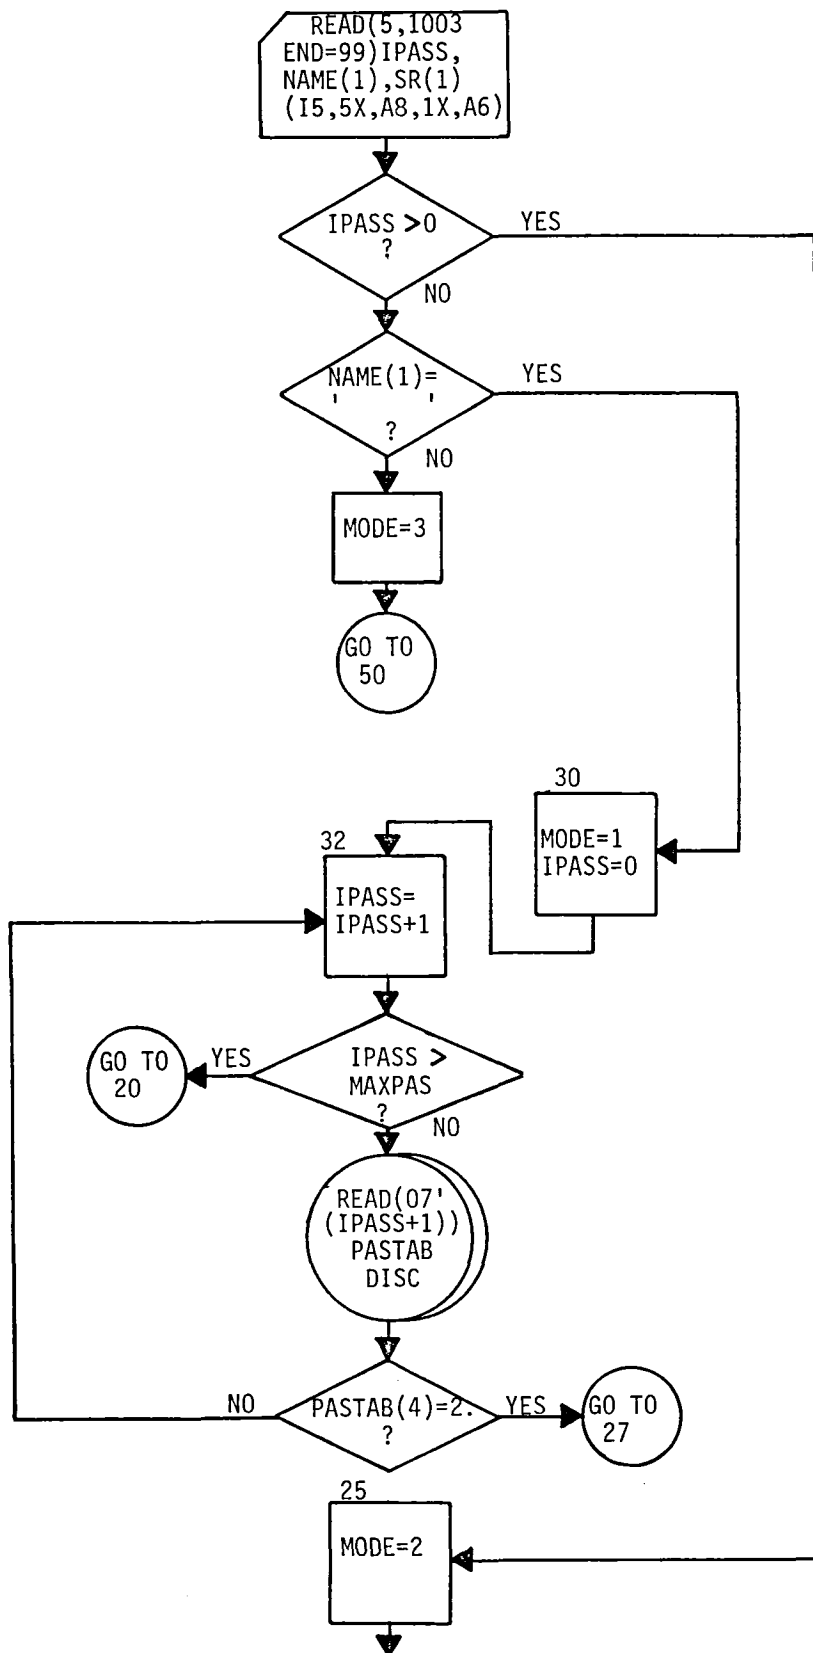 READ(5,1003
END=99)IPASS,
NAME(1),SR(1)
(I5,5X,A8,1X,A6)
IPASS >0
?
YES
NO
NAME(1)=
'        '
?
YES
NO
MODE=3
GO TO
50
30
MODE=1
IPASS=0
32
IPASS=
IPASS+1
IPASS >
MAXPAS
?
YES
GO TO
20
NO
READ(07'
(IPASS+1))
PASTAB
DISC
PASTAB(4)=2.
?
NO
YES
GO TO
27
25
MODE=2